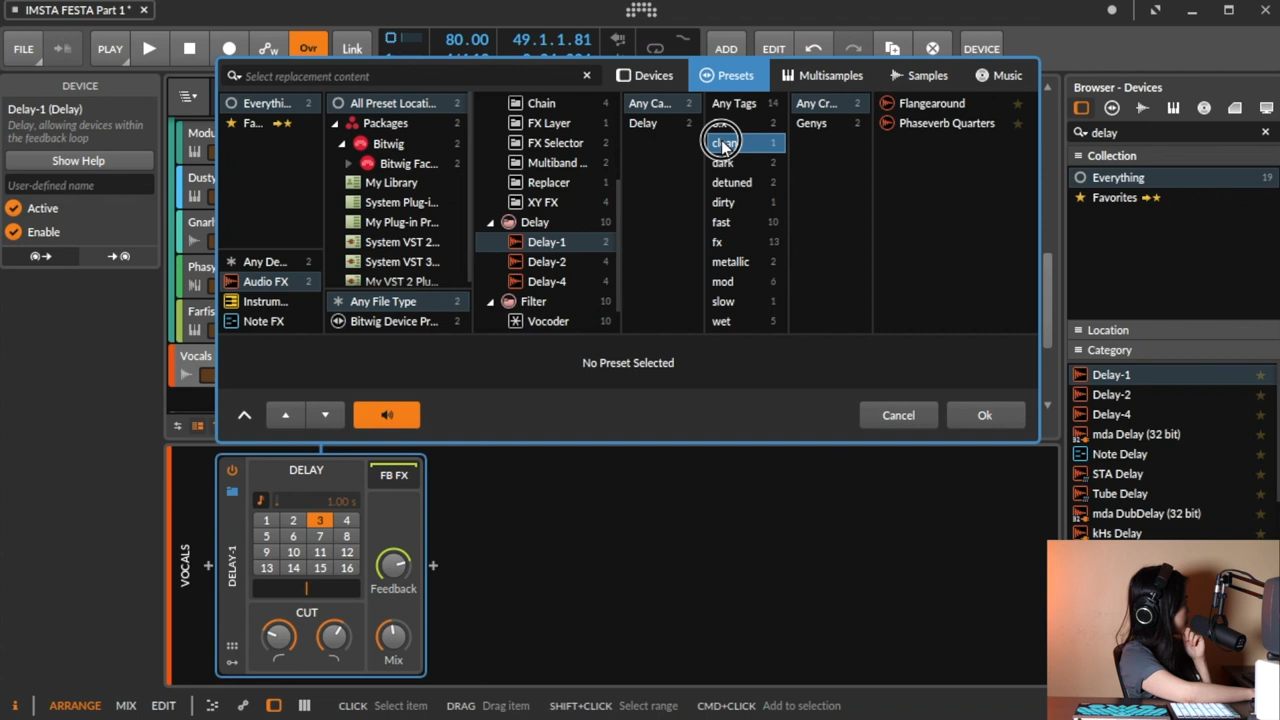 IMSTA FESTA Part 1*
FILE
PLAY
Ovr
Link
80.00
49.1.1.81
ADD
EDIT
DEVICE
DEVICE
Delay-1 (Delay)
Delay, allowing devices within
the feedback loop
Show Help
User-defined name
Active
Enable
Modu
Dusty
Gnarl
Phasy
Farfis
Vocals
Select replacement content
Devices
Presets
Multisamples
Samples
Music
Everythi... 2
Fa...
Any De... 2
Audio FX 2
Instrum...
Note FX
All Preset Locati... 2
Packages 2
Bitwig 2
Bitwig Fac... 2
My Library
System Plug-i...
My Plug-in Pr...
System VST 2...
System VST 3...
My VST 2 Plu...
Any File Type 2
Bitwig Device Pr... 2
Chain 4
FX Layer 1
FX Selector 2
Multiband ... 2
Replacer 1
XY FX 4
Delay 10
Delay-1 2
Delay-2 4
Delay-4 4
Filter 10
Vocoder 10
Any Ca... 2
Delay 2
Any Tags 14
2
clean 1
dark 2
detuned 2
dirty 1
fast 10
fx 13
metallic 2
mod 6
slow 1
wet 5
Any Cr... 2
Genys 2
Flangearound
Phaseverb Quarters
No Preset Selected
Cancel
Ok
Browser - Devices
delay
Collection
Everything 19
Favorites
Location
Category
Delay-1
Delay-2
Delay-4
mda Delay (32 bit)
Note Delay
STA Delay
Tube Delay
mda DubDelay (32 bit)
kHs Delay
VOCALS
DELAY-1
DELAY
1.00 s
1 2 3 4
5 6 7 8
9 10 11 12
13 14 15 16
CUT
FB FX
Feedback
Mix
i
ARRANGE
MIX
EDIT
CLICK Select item
DRAG Drag item
SHIFT+CLICK Select range
CMD+CLICK Add to selection